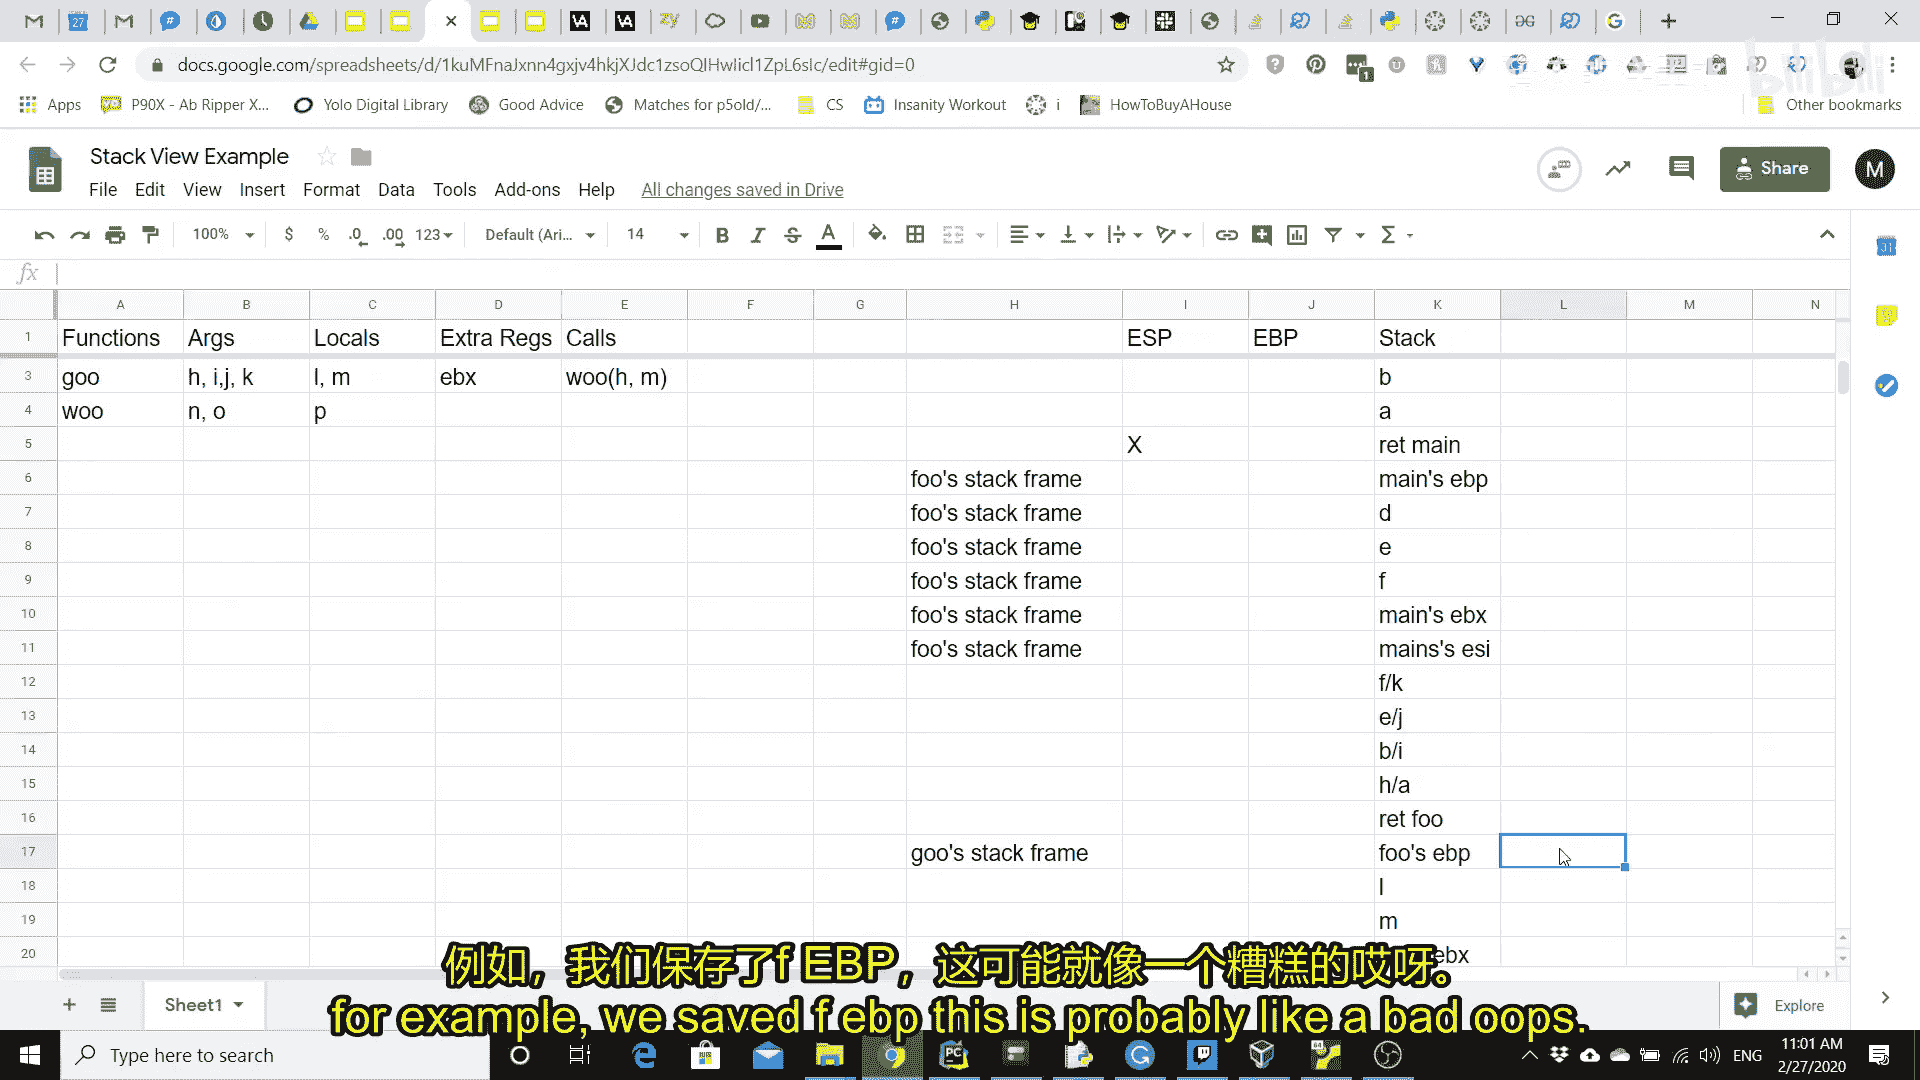 docs.google.com/spreadsheets/d/1kuMFnaJxnn4gxjv4hkjXJdc1zsoQIHwIicl1ZpL6sIc/edit#gid=0
Apps P90X - Ab Ripper X... Yolo Digital Library Good Advice Matches for p5old/... CS Insanity Workout i HowToBuyAHouse Other bookmarks
Stack View Example
File Edit View Insert Format Data Tools Add-ons Help All changes saved in Drive
Share
M
100% $ % .0 .00 123 Default (Ari... 14 B I S A
fx
A B C D E F G H I J K L M N
1 Functions Args Locals Extra Regs Calls ESP EBP Stack
3 goo h, i,j, k l, m ebx woo(h, m) b
4 woo n, o p a
5 X ret main
6 foo's stack frame main's ebp
7 foo's stack frame d
8 foo's stack frame e
9 foo's stack frame f
10 foo's stack frame main's ebx
11 foo's stack frame mains's esi
12 f/k
13 e/j
14 b/i
15 h/a
16 ret foo
17 goo's stack frame foo's ebp
18 l
19 m
20 ebx
例如，我们保存了f EBP，这可能就像一个糟糕的哎呀。
Sheet1 Explore
for example, we saved f ebp this is probably like a bad oops.
Type here to search
ENG
11:01 AM
2/27/2020
bilibili